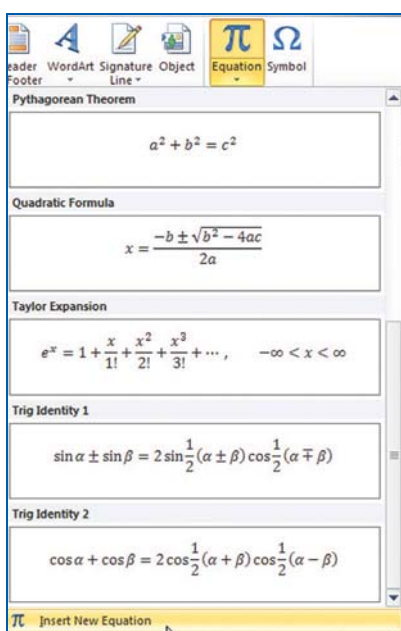 eader WordArt Signature Object Equation Symbol
Footer Line
π Ω
Pythagorean Theorem
a² + b² = c²
Quadratic Formula
x = (-b ± √(b² − 4ac)) / 2a
Taylor Expansion
eˣ = 1 + x/1! + x²/2! + x³/3! + ⋯ , −∞ < x < ∞
Trig Identity 1
sin α ± sin β = 2 sin 1/2 (α ± β) cos 1/2 (α ∓ β)
Trig Identity 2
cos α + cos β = 2 cos 1/2 (α + β) cos 1/2 (α − β)
π Insert New Equation